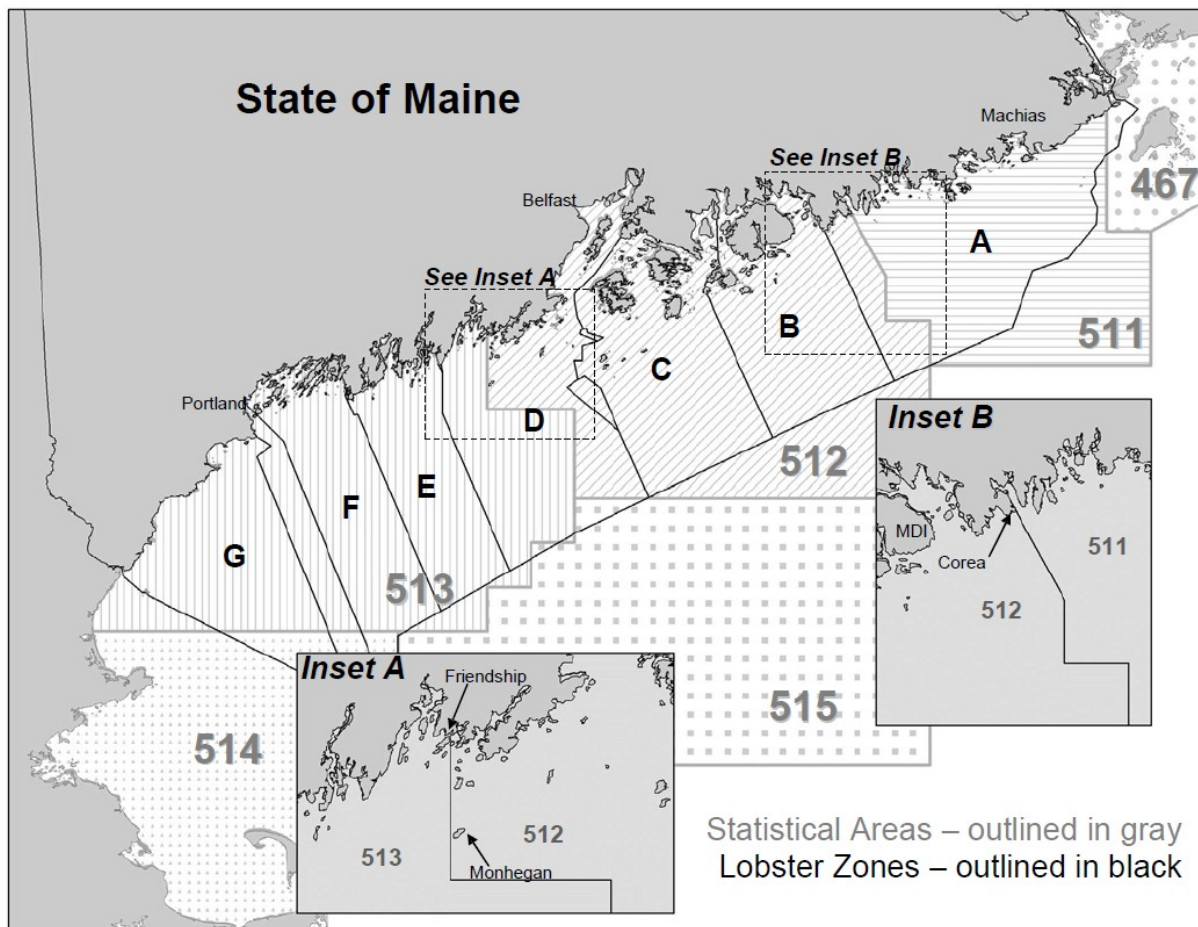 State of Maine
Machias
See Inset B
467
Belfast
A
See Inset A
B
511
C
Portland
D
Inset B
512
E
F
MDI
511
G
Corea
513
512
Inset A
Friendship
515
514
512
513
Monhegan
Statistical Areas – outlined in gray
Lobster Zones – outlined in black